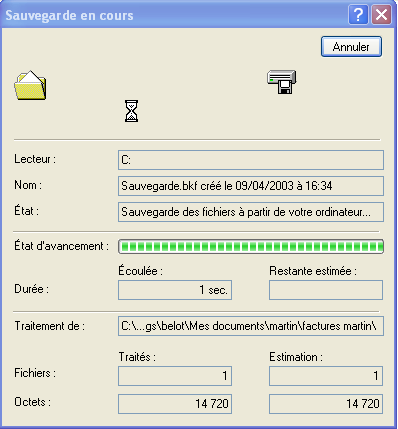 Sauvegarde en cours
Annuler
Lecteur : C:
Nom : Sauvegarde.bkf créé le 09/04/2003 à 16:34
État : Sauvegarde des fichiers à partir de votre ordinateur...
État d'avancement :
Écoulée : Restante estimée :
Durée : 1 sec.
Traitement de : C:\...gs\belot\Mes documents\martin\factures martin\
Traités : Estimation :
Fichiers : 1 1
Octets : 14 720 14 720